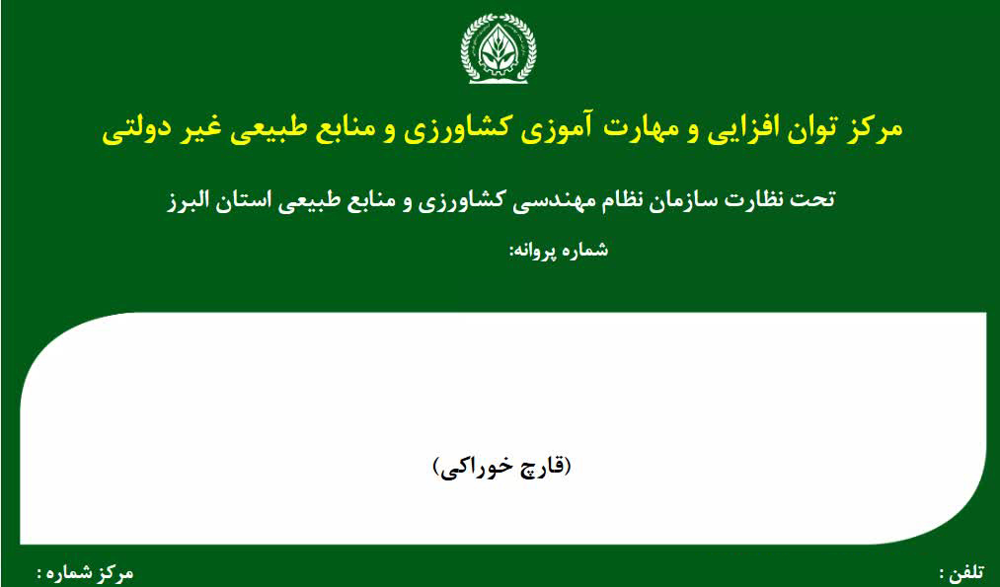 مرکز توان افزایی و مهارت آموزی کشاورزی و منابع طبیعی غیر دولتی
تحت نظارت سازمان نظام مهندسی کشاورزی و منابع طبیعی استان البرز
شماره پروانه:
(قارچ خوراکی)
تلفن :
مرکز شماره :